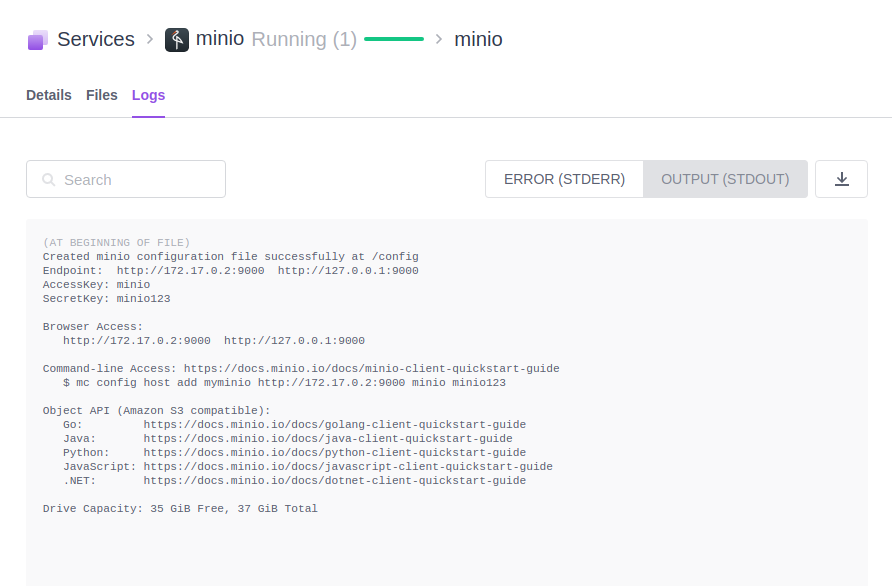 Services > minio Running (1) > minio
Details Files Logs
Search ERROR (STDERR) OUTPUT (STDOUT)
(AT BEGINNING OF FILE)
Created minio configuration file successfully at /config
Endpoint:  http://172.17.0.2:9000  http://127.0.0.1:9000
AccessKey: minio
SecretKey: minio123
Browser Access:
   http://172.17.0.2:9000  http://127.0.0.1:9000
Command-line Access: https://docs.minio.io/docs/minio-client-quickstart-guide
   $ mc config host add myminio http://172.17.0.2:9000 minio minio123
Object API (Amazon S3 compatible):
   Go:         https://docs.minio.io/docs/golang-client-quickstart-guide
   Java:       https://docs.minio.io/docs/java-client-quickstart-guide
   Python:     https://docs.minio.io/docs/python-client-quickstart-guide
   JavaScript: https://docs.minio.io/docs/javascript-client-quickstart-guide
   .NET:       https://docs.minio.io/docs/dotnet-client-quickstart-guide
Drive Capacity: 35 GiB Free, 37 GiB Total